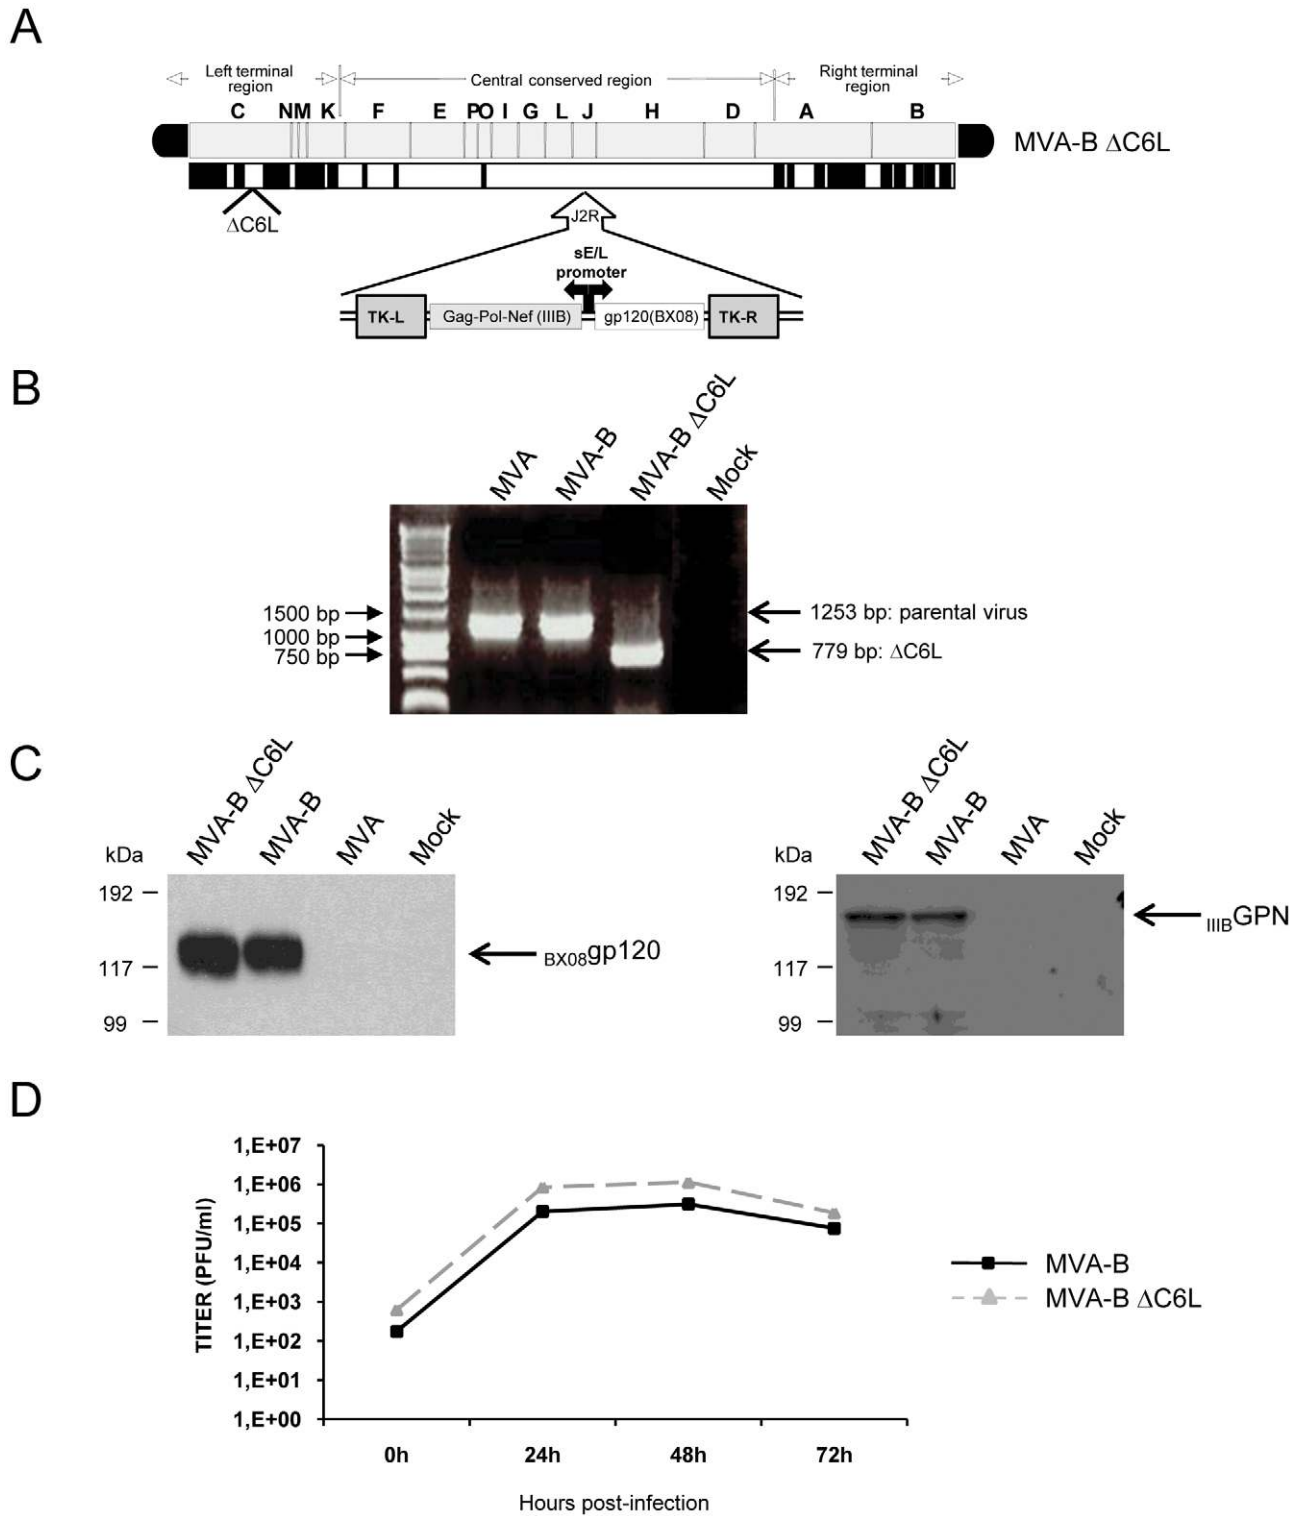 A
Left terminal
region
Central conserved region
Right terminal
region
C N M K F E P O I G L J H D A B
MVA-B ΔC6L
ΔC6L
J2R
sE/L
promoter
TK-L
Gag-Pol-Nef (IIIB)
gp120(BX08)
TK-R
B
MVA
MVA-B
MVA-B ΔC6L
Mock
1500 bp
1000 bp
750 bp
1253 bp: parental virus
779 bp: ΔC6L
C
MVA-B ΔC6L
MVA-B
MVA
Mock
kDa
192
117
99
BX08gp120
MVA-B ΔC6L
MVA-B
MVA
Mock
kDa
192
117
99
IIIBGPN
D
TITER (PFU/ml)
1,E+07
1,E+06
1,E+05
1,E+04
1,E+03
1,E+02
1,E+01
1,E+00
0h 24h 48h 72h
Hours post-infection
MVA-B
MVA-B ΔC6L